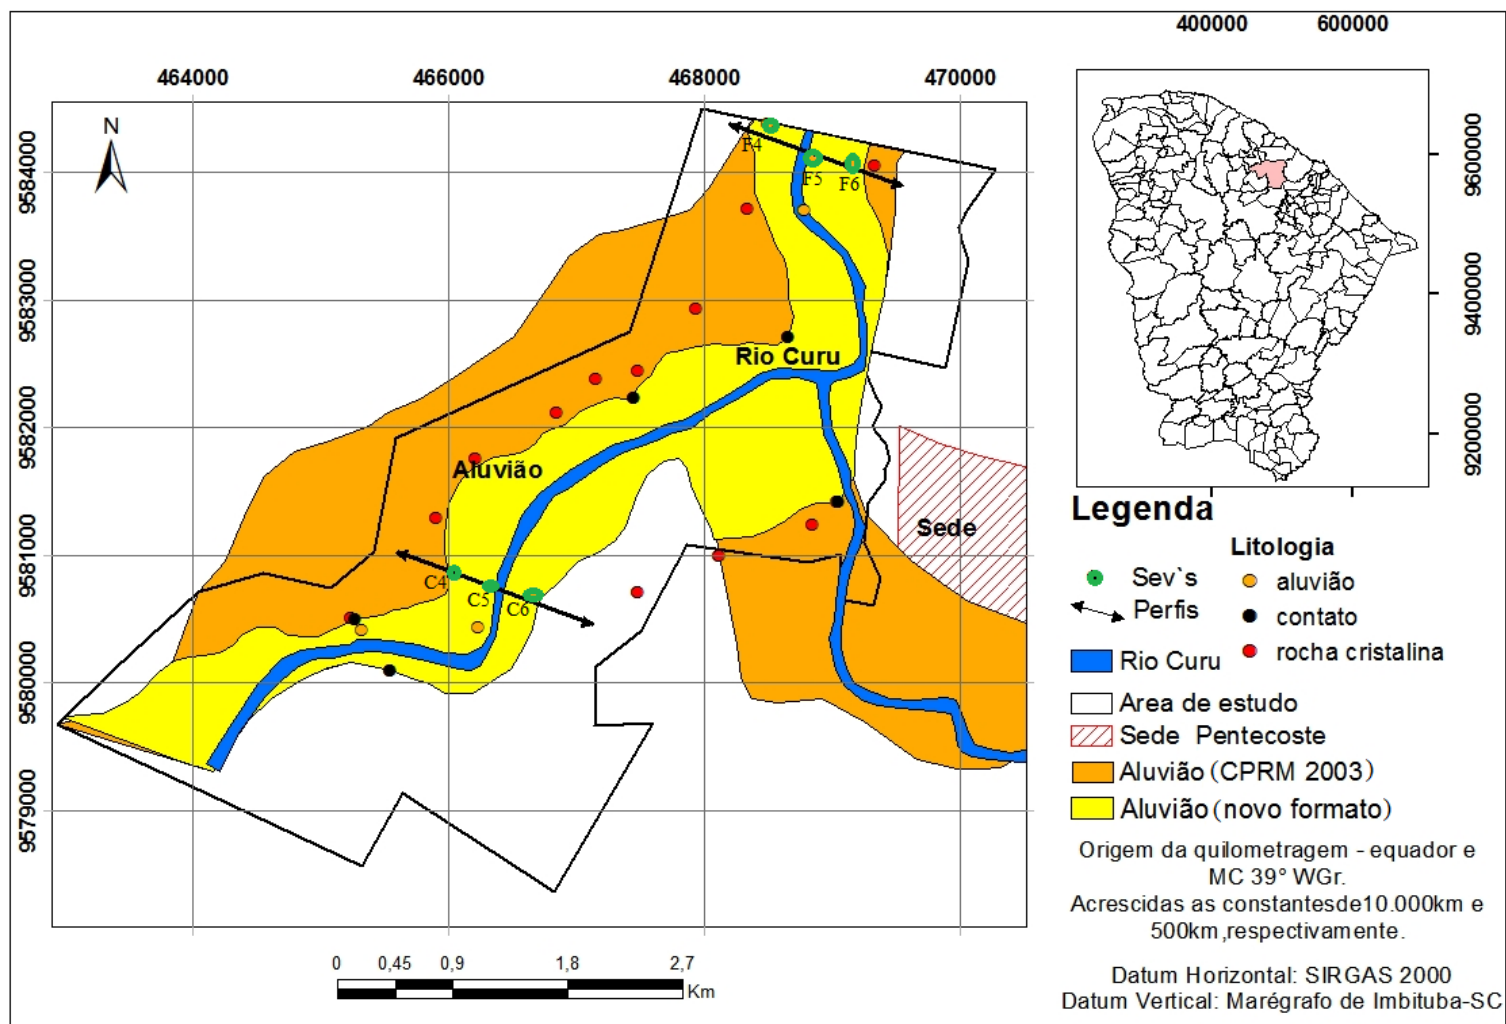 400000 600000
464000 466000 468000 470000
N
9584000
9583000
9582000
9581000
9580000
9579000
F4
F5
F6
Rio Curu
Aluvião
Sede
C4
C5
C6
9600000
9400000
9200000
Legenda
Litologia
Sev`s
Perfis
aluvião
contato
rocha cristalina
Rio Curu
Area de estudo
Sede Pentecoste
Aluvião (CPRM 2003)
Aluvião (novo formato)
Origem da quilometragem - equador e
MC 39° WGr.
Acrescidas as constantesde10.000km e
500km,respectivamente.
Datum Horizontal: SIRGAS 2000
Datum Vertical: Marégrafo de Imbituba-SC
0 0,45 0,9 1,8 2,7
Km